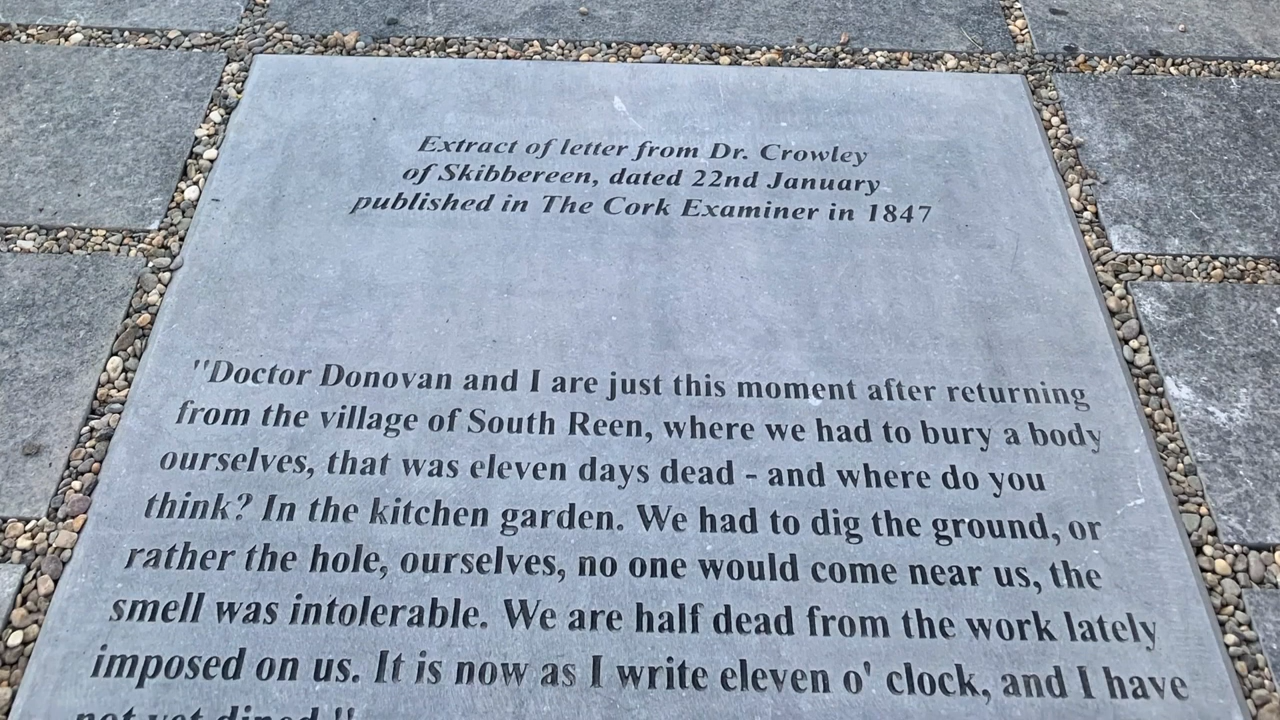 Extract of letter from Dr. Crowley
of Skibbereen, dated 22nd January
published in The Cork Examiner in 1847
"Doctor Donovan and I are just this moment after returning
from the village of South Reen, where we had to bury a body
ourselves, that was eleven days dead - and where do you
think? In the kitchen garden. We had to dig the ground, or
rather the hole, ourselves, no one would come near us, the
smell was intolerable. We are half dead from the work lately
imposed on us. It is now as I write eleven o' clock, and I have
not yet dined."